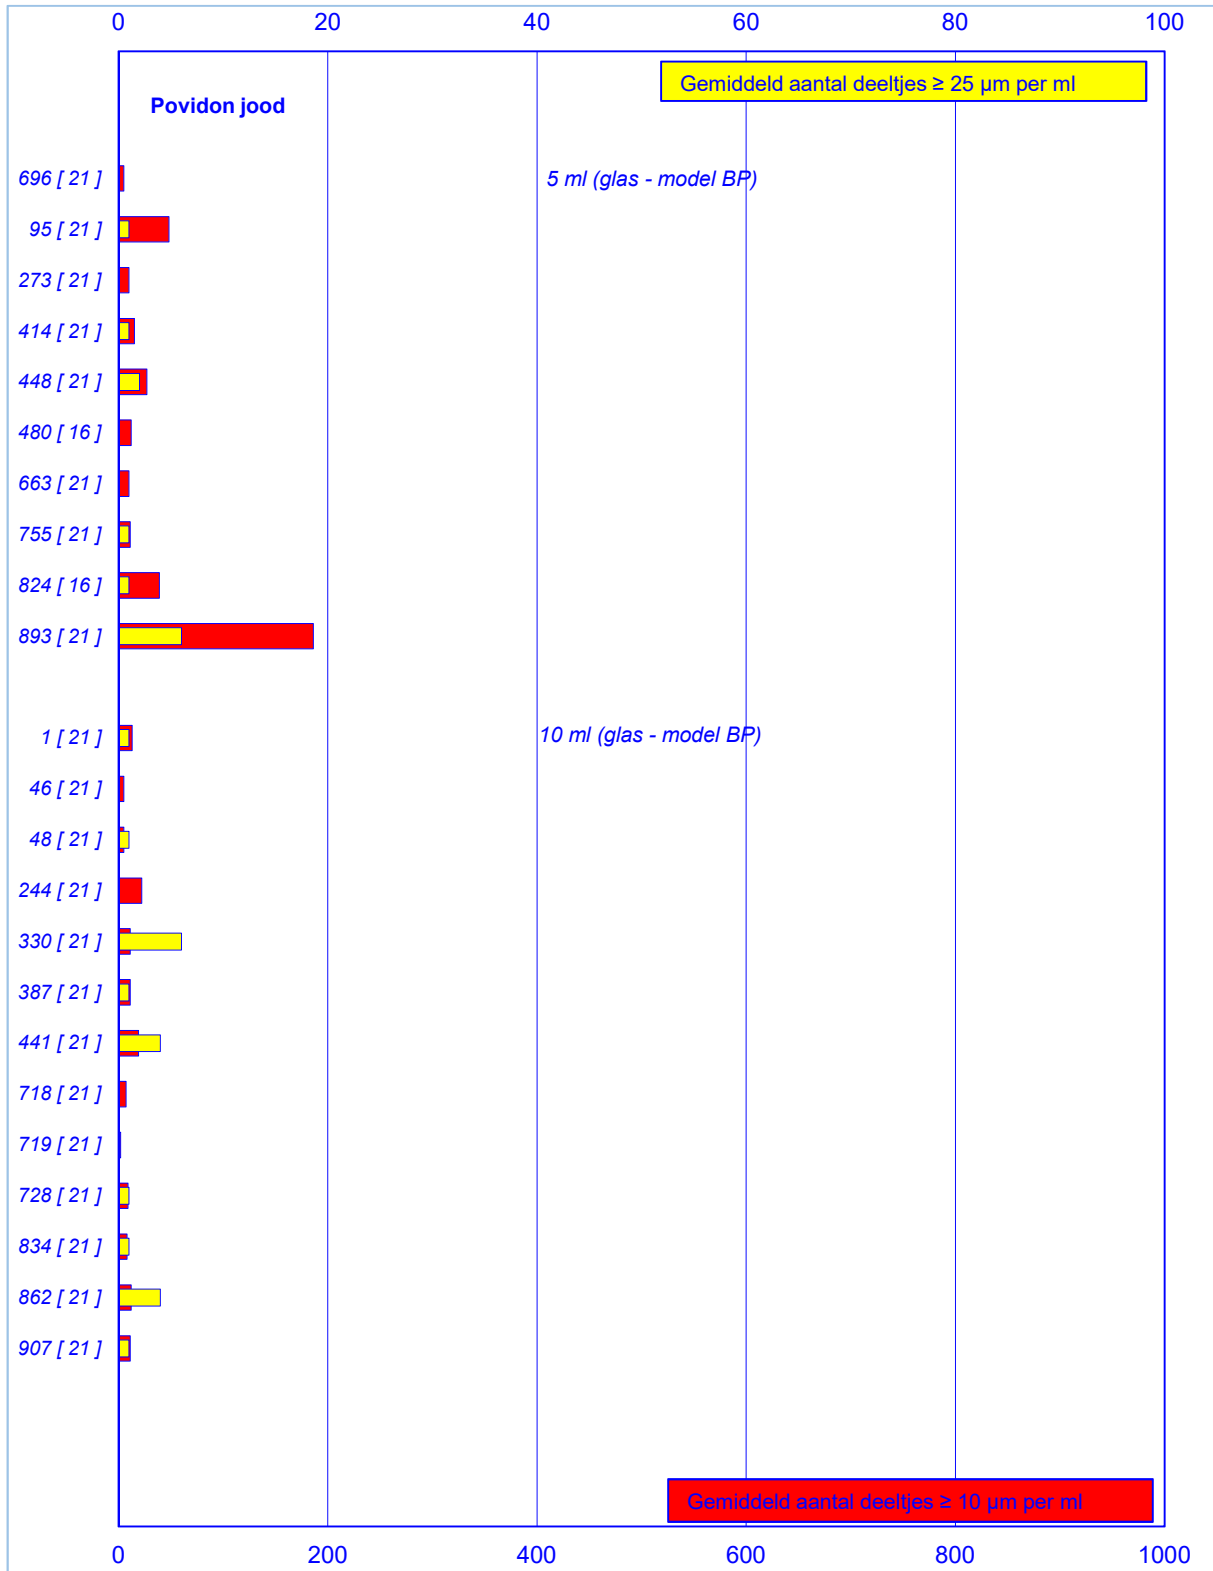 0 20 40 60 80 100
Gemiddeld aantal deeltjes ≥ 25 µm per ml
Povidon jood
696 [ 21 ] 5 ml (glas - model BP)
95 [ 21 ]
273 [ 21 ]
414 [ 21 ]
448 [ 21 ]
480 [ 16 ]
663 [ 21 ]
755 [ 21 ]
824 [ 16 ]
893 [ 21 ]
1 [ 21 ] 10 ml (glas - model BP)
46 [ 21 ]
48 [ 21 ]
244 [ 21 ]
330 [ 21 ]
387 [ 21 ]
441 [ 21 ]
718 [ 21 ]
719 [ 21 ]
728 [ 21 ]
834 [ 21 ]
862 [ 21 ]
907 [ 21 ]
Gemiddeld aantal deeltjes ≥ 10 µm per ml
0 200 400 600 800 1000